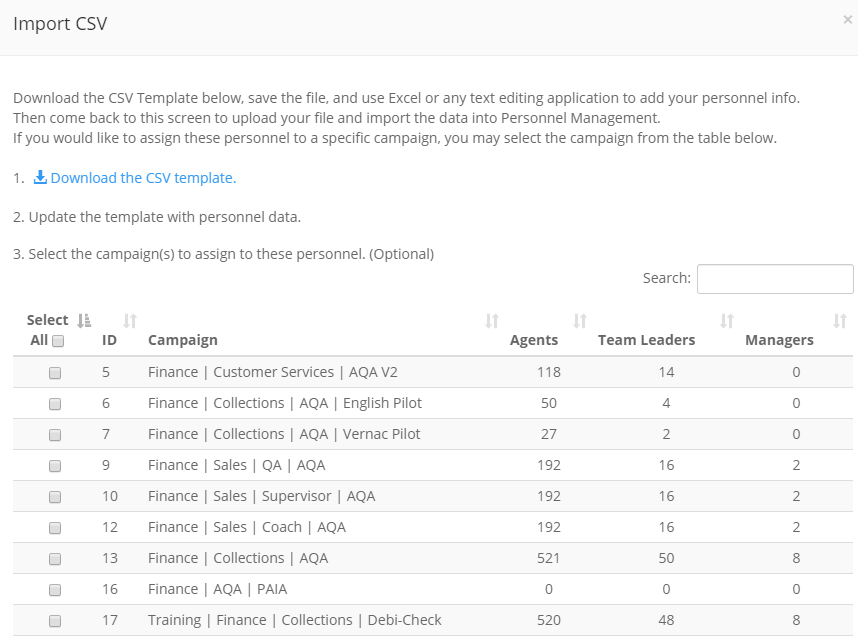 Import CSV
×
Download the CSV Template below, save the file, and use Excel or any text editing application to add your personnel info.
Then come back to this screen to upload your file and import the data into Personnel Management.
If you would like to assign these personnel to a specific campaign, you may select the campaign from the table below.
1. Download the CSV template.
2. Update the template with personnel data.
3. Select the campaign(s) to assign to these personnel. (Optional)
Search:
Select All ID Campaign Agents Team Leaders Managers
5 Finance | Customer Services | AQA V2 118 14 0
6 Finance | Collections | AQA | English Pilot 50 4 0
7 Finance | Collections | AQA | Vernac Pilot 27 2 0
9 Finance | Sales | QA | AQA 192 16 2
10 Finance | Sales | Supervisor | AQA 192 16 2
12 Finance | Sales | Coach | AQA 192 16 2
13 Finance | Collections | AQA 521 50 8
16 Finance | AQA | PAIA 0 0 0
17 Training | Finance | Collections | Debi-Check 520 48 8